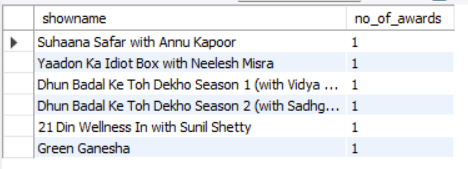 showname no_of_awards
Suhaana Safar with Annu Kapoor 1
Yaadon Ka Idiot Box with Neelesh Misra 1
Dhun Badal Ke Toh Dekho Season 1 (with Vidya ... 1
Dhun Badal Ke Toh Dekho Season 2 (with Sadhg... 1
21 Din Wellness In with Sunil Shetty 1
Green Ganesha 1